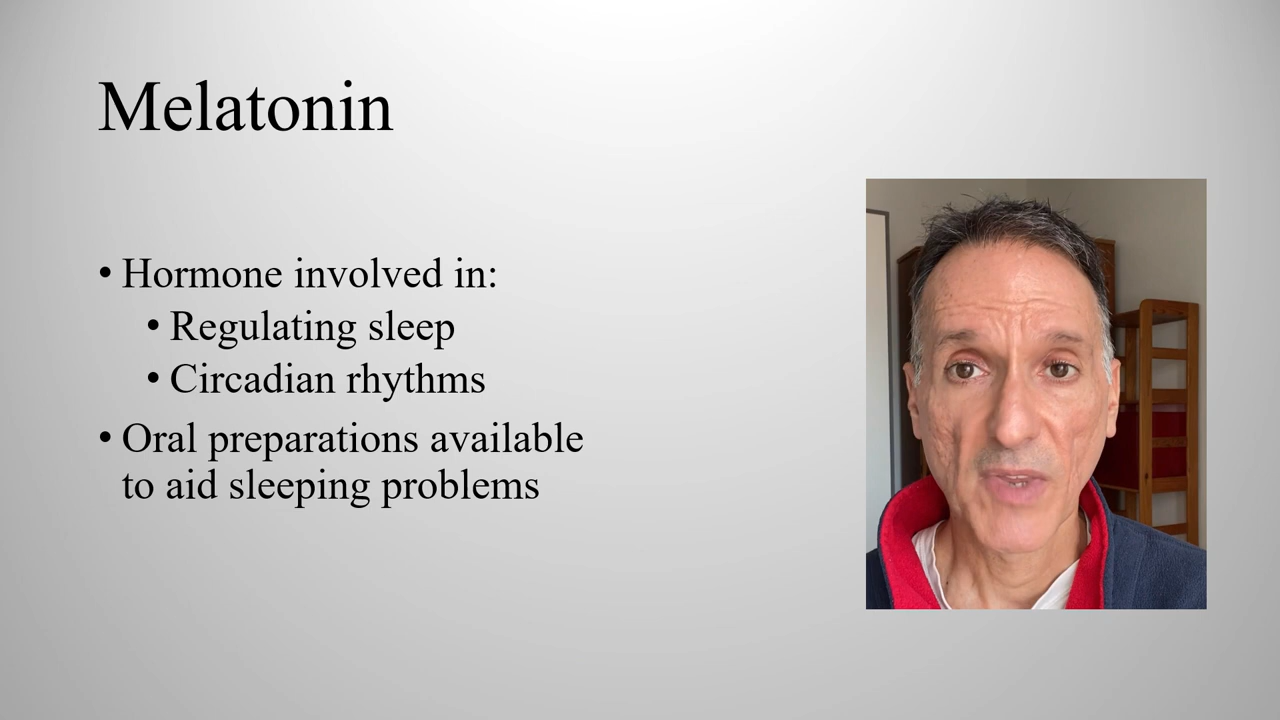 Melatonin
• Hormone involved in:
• Regulating sleep
• Circadian rhythms
• Oral preparations available
to aid sleeping problems